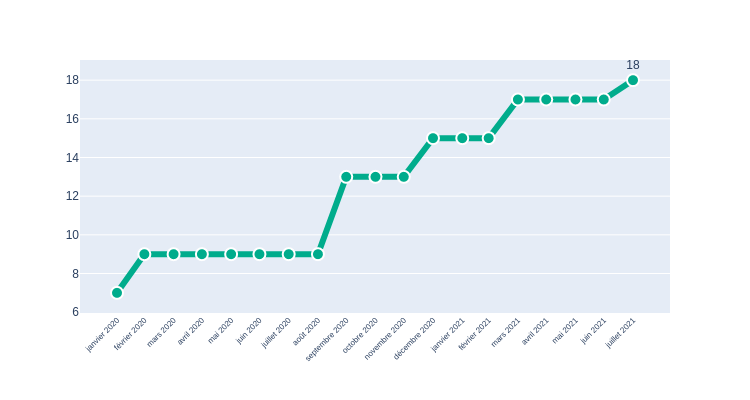 18
18
16
14
12
10
8
6
janvier 2020
février 2020
mars 2020
avril 2020
mai 2020
juin 2020
juillet 2020
août 2020
septembre 2020
octobre 2020
novembre 2020
décembre 2020
janvier 2021
février 2021
mars 2021
avril 2021
mai 2021
juin 2021
juillet 2021